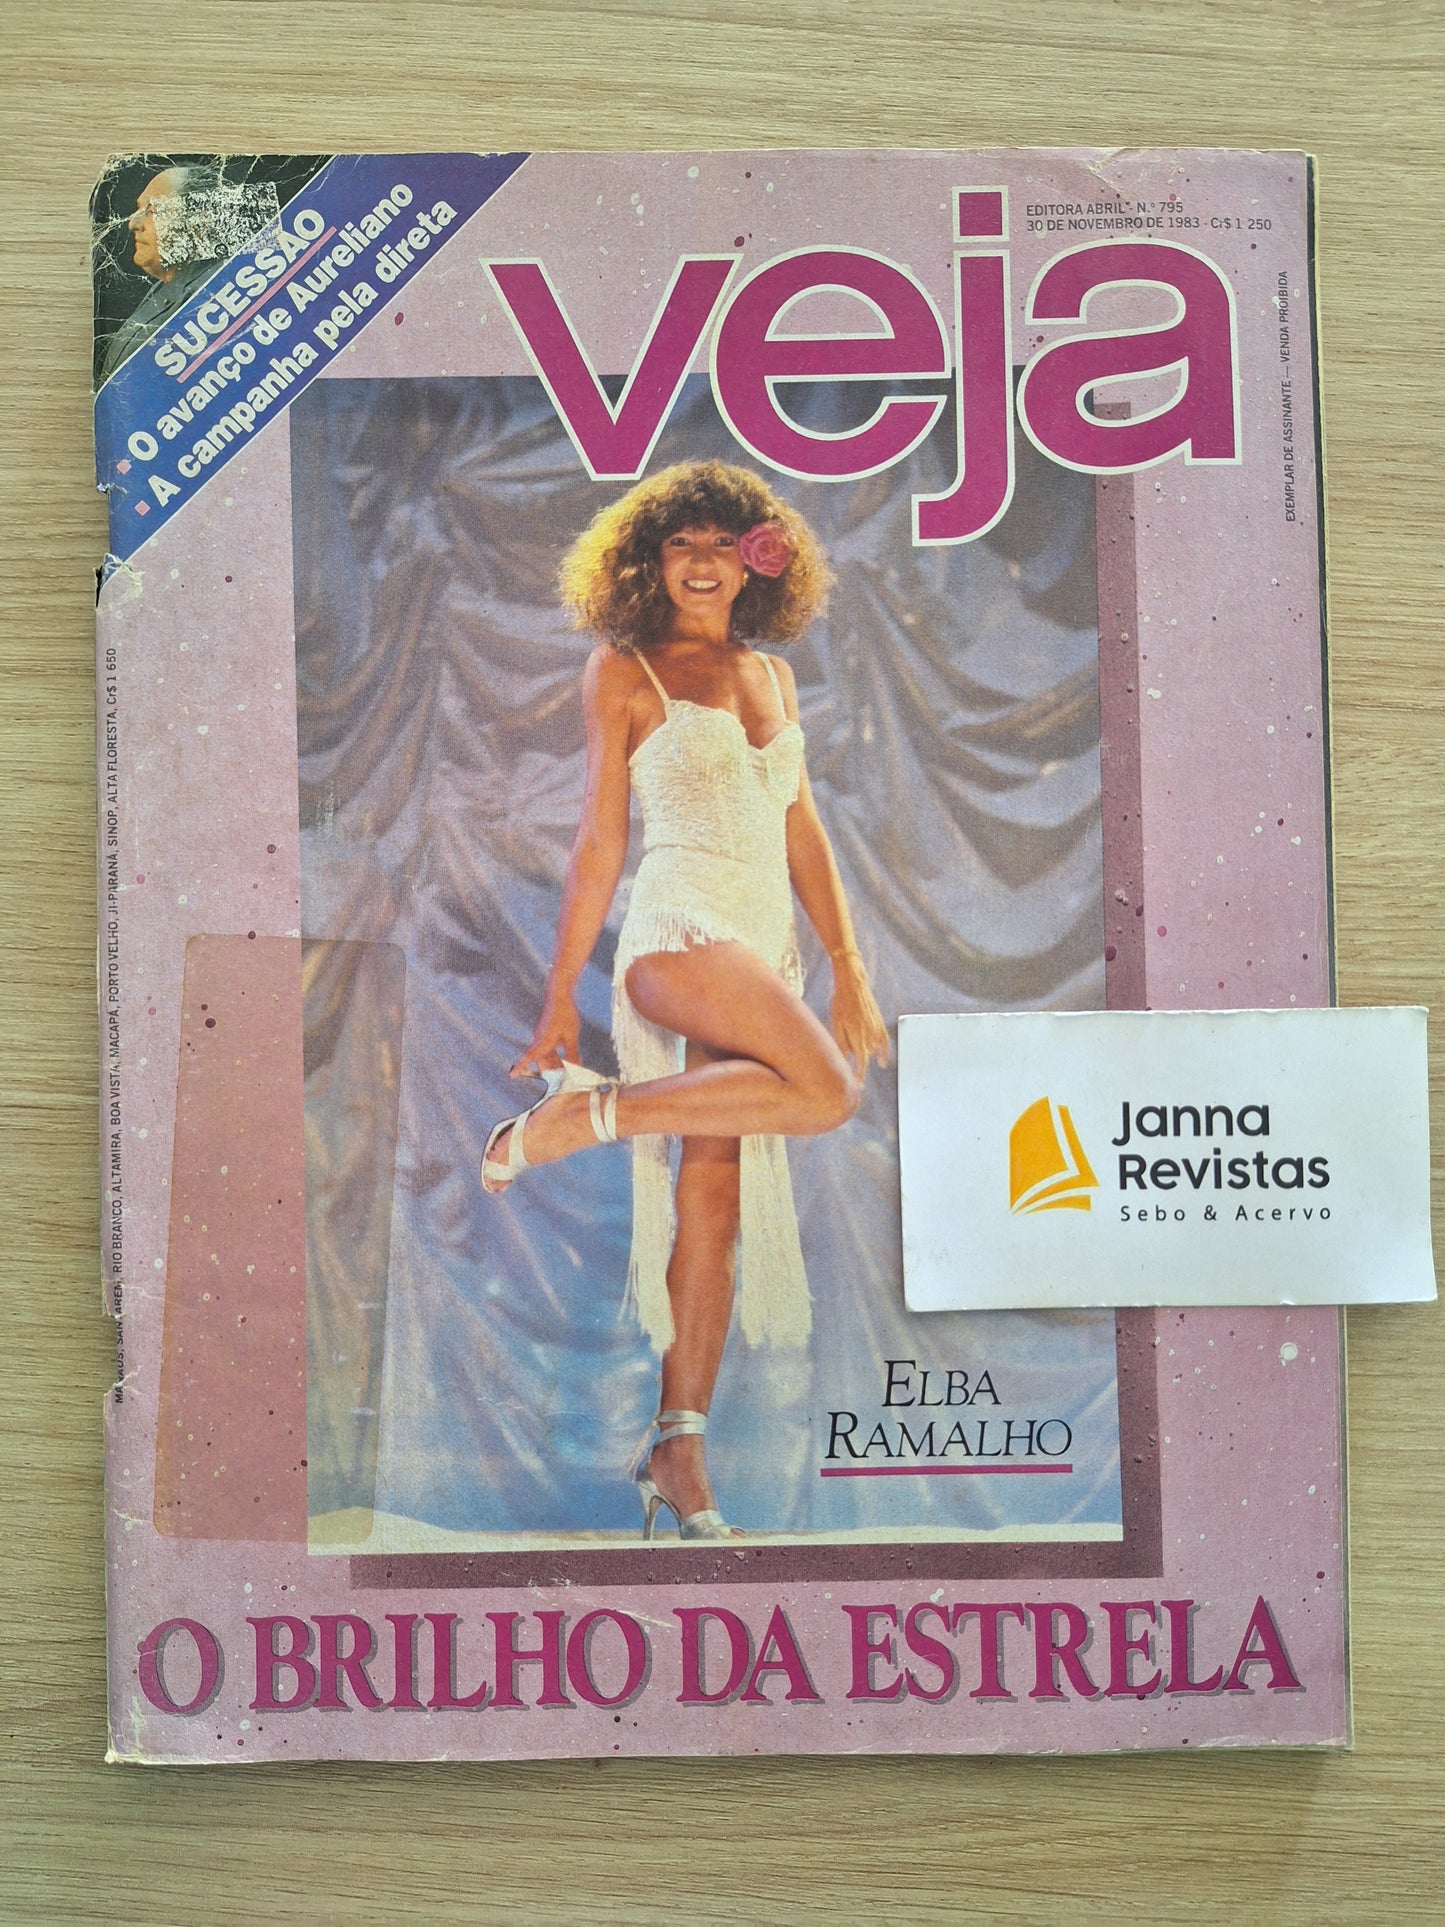 SUCESSÃO
O avanço de Aureliano
A campanha pela direta
veja
EDITORA ABRIL - N.º 795
30 DE NOVEMBRO DE 1983 - Cr$ 1 250
EXEMPLAR DE ASSINANTE — VENDA PROIBIDA
MANAUS, SANTARÉM, RIO BRANCO, ALTAMIRA, BOA VISTA, MACAPÁ, PORTO VELHO, JI-PARANÁ, SINOP, ALTA FLORESTA, Cr$ 1 650
Janna
Revistas
Sebo & Acervo
ELBA
RAMALHO
O BRILHO DA ESTRELA